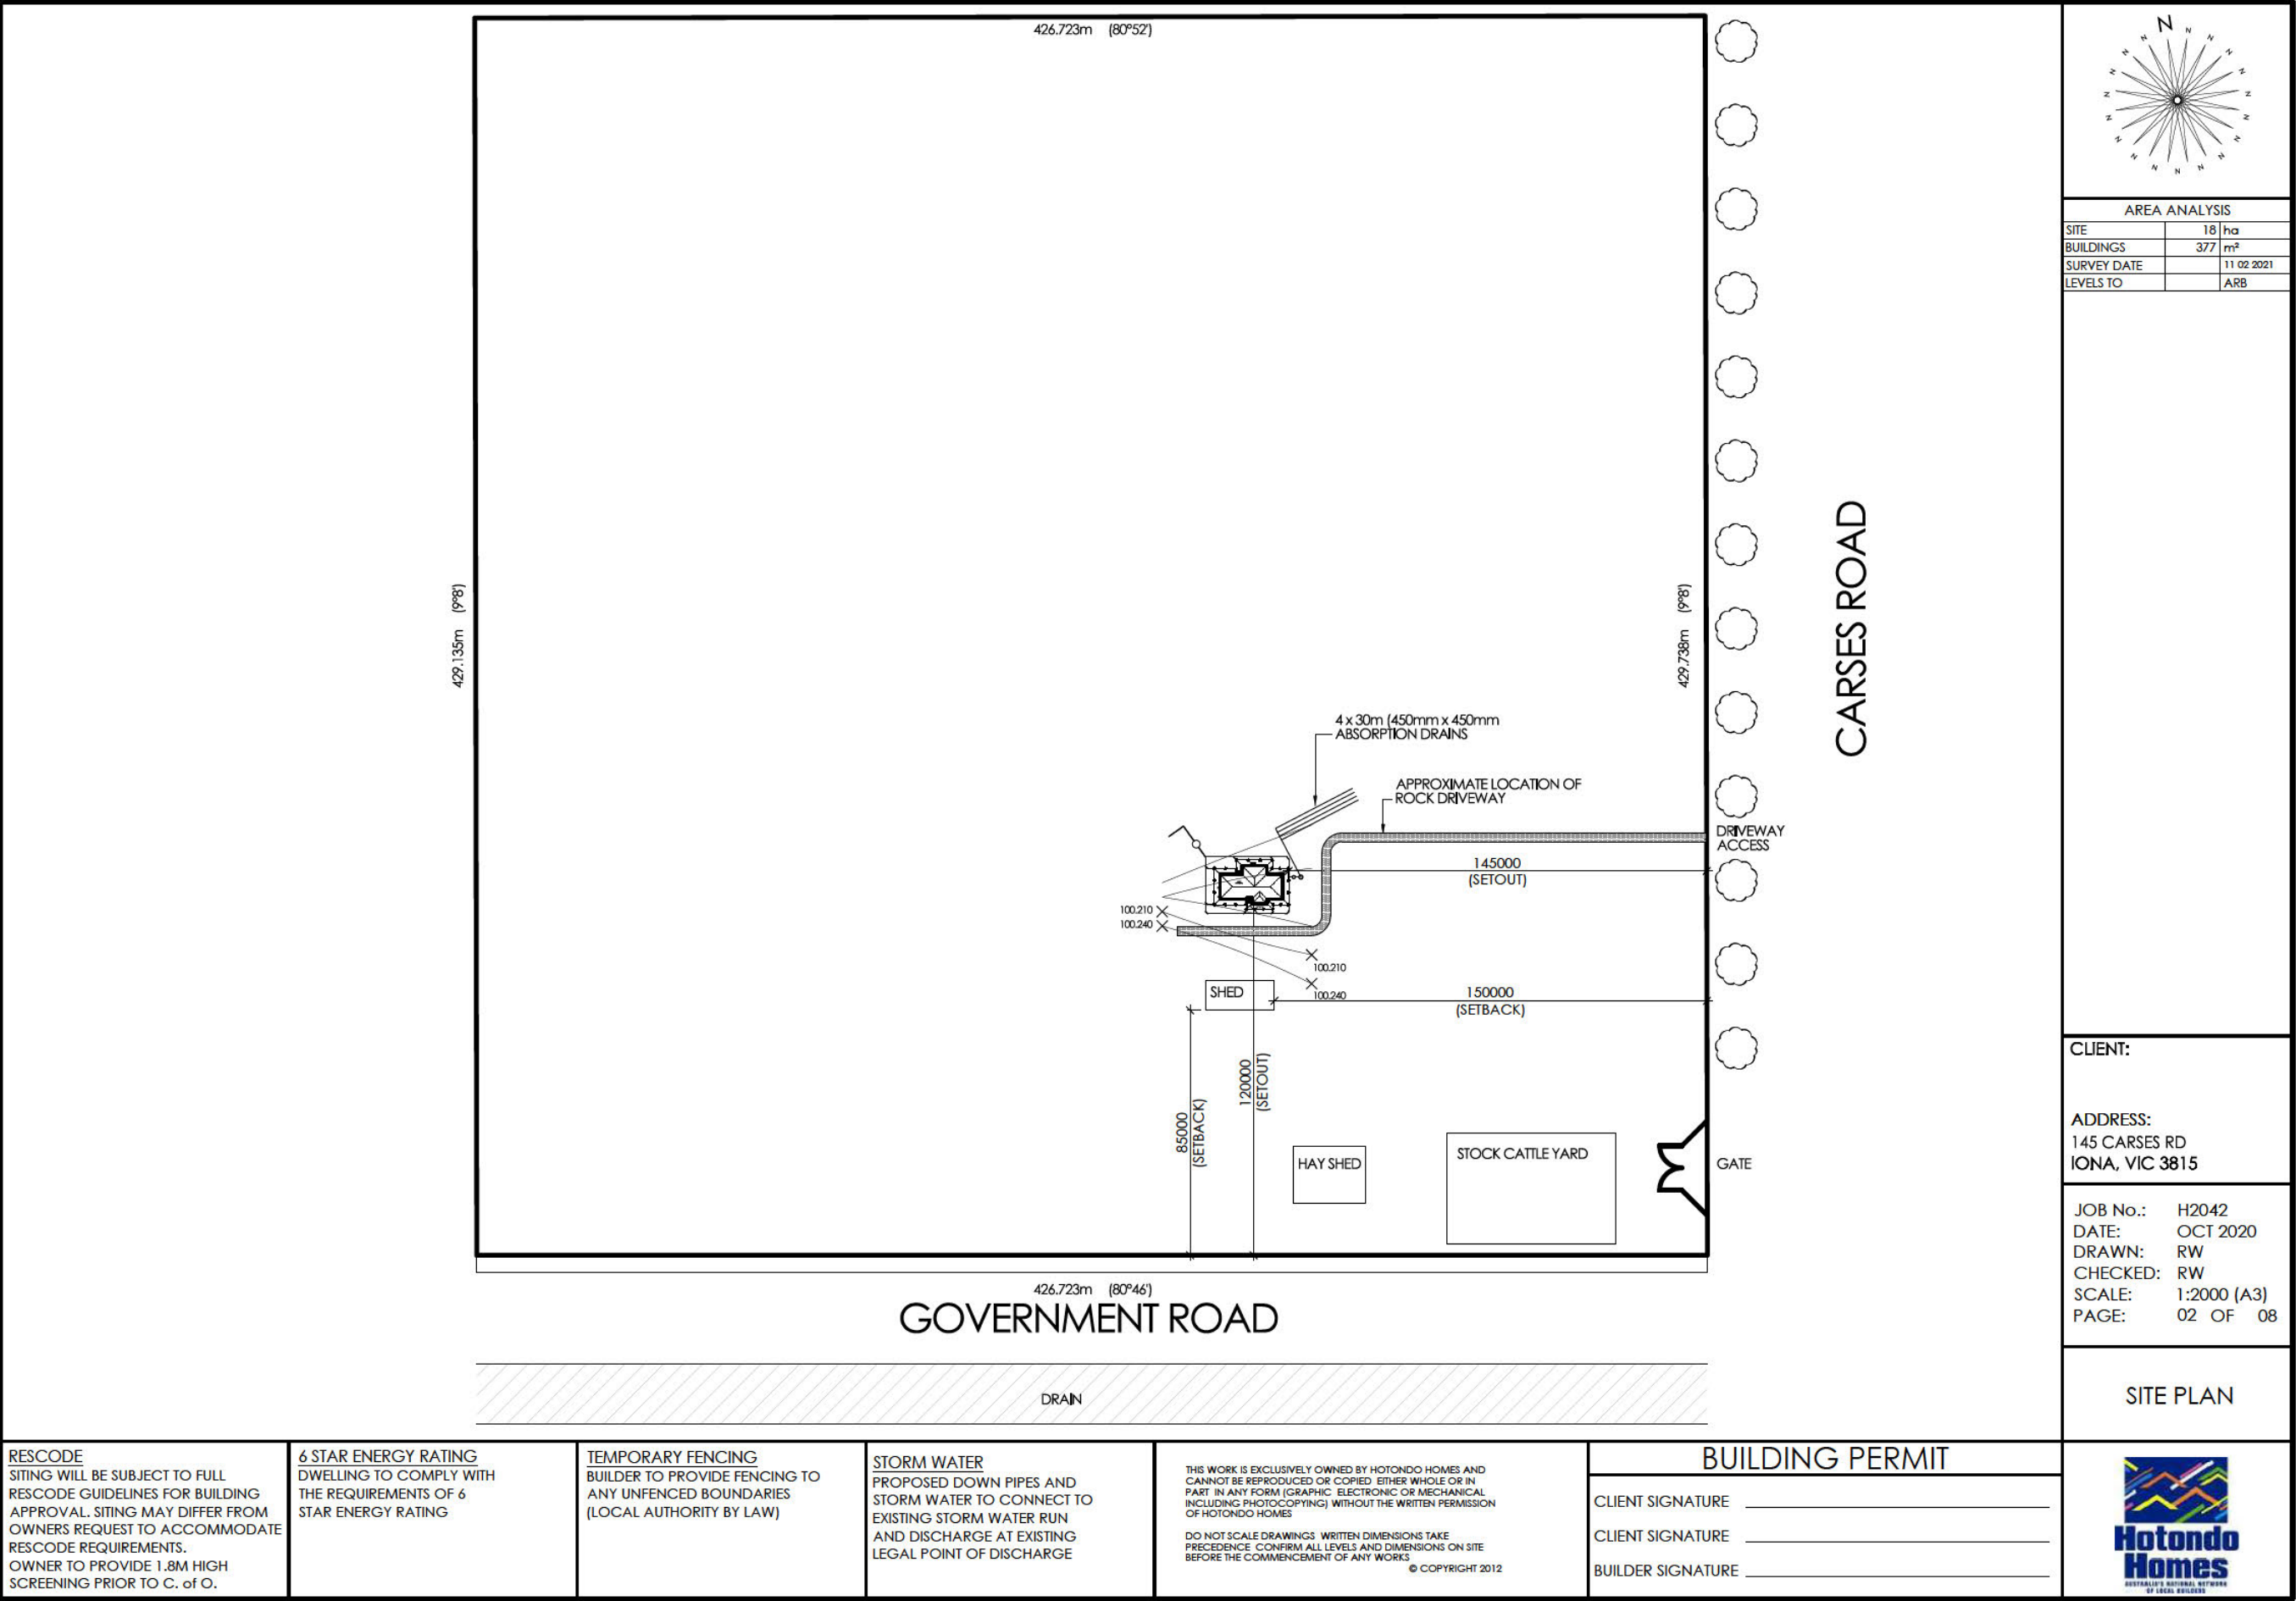 426.723m (80°52')
429.135m (9°8')
429.738m (9°8')
CARSES ROAD
4 x 30m (450mm x 450mm
ABSORPTION DRAINS
APPROXIMATE LOCATION OF
ROCK DRIVEWAY
DRIVEWAY
ACCESS
145000
(SETOUT)
100.210
100.240
100.210
100.240
SHED
150000
(SETBACK)
120000
(SETOUT)
85000
(SETBACK)
HAY SHED
STOCK CATTLE YARD
GATE
426.723m (80°46')
GOVERNMENT ROAD
DRAIN
N
N N N N N N N N N N N N N N N N N N N
AREA ANALYSIS
SITE 18 ha
BUILDINGS 377 m²
SURVEY DATE 11 02 2021
LEVELS TO ARB
CLIENT:
ADDRESS:
145 CARSES RD
IONA, VIC 3815
JOB No.: H2042
DATE: OCT 2020
DRAWN: RW
CHECKED: RW
SCALE: 1:2000 (A3)
PAGE: 02 OF 08
SITE PLAN
RESCODE
SITING WILL BE SUBJECT TO FULL
RESCODE GUIDELINES FOR BUILDING
APPROVAL. SITING MAY DIFFER FROM
OWNERS REQUEST TO ACCOMMODATE
RESCODE REQUIREMENTS.
OWNER TO PROVIDE 1.8M HIGH
SCREENING PRIOR TO C. of O.
6 STAR ENERGY RATING
DWELLING TO COMPLY WITH
THE REQUIREMENTS OF 6
STAR ENERGY RATING
TEMPORARY FENCING
BUILDER TO PROVIDE FENCING TO
ANY UNFENCED BOUNDARIES
(LOCAL AUTHORITY BY LAW)
STORM WATER
PROPOSED DOWN PIPES AND
STORM WATER TO CONNECT TO
EXISTING STORM WATER RUN
AND DISCHARGE AT EXISTING
LEGAL POINT OF DISCHARGE
THIS WORK IS EXCLUSIVELY OWNED BY HOTONDO HOMES AND
CANNOT BE REPRODUCED OR COPIED EITHER WHOLE OR IN
PART IN ANY FORM (GRAPHIC ELECTRONIC OR MECHANICAL
INCLUDING PHOTOCOPYING) WITHOUT THE WRITTEN PERMISSION
OF HOTONDO HOMES
DO NOT SCALE DRAWINGS WRITTEN DIMENSIONS TAKE
PRECEDENCE CONFIRM ALL LEVELS AND DIMENSIONS ON SITE
BEFORE THE COMMENCEMENT OF ANY WORKS
© COPYRIGHT 2012
BUILDING PERMIT
CLIENT SIGNATURE
CLIENT SIGNATURE
BUILDER SIGNATURE
Hotondo
Homes
AUSTRALIA'S NATIONAL NETWORK
OF LOCAL BUILDERS